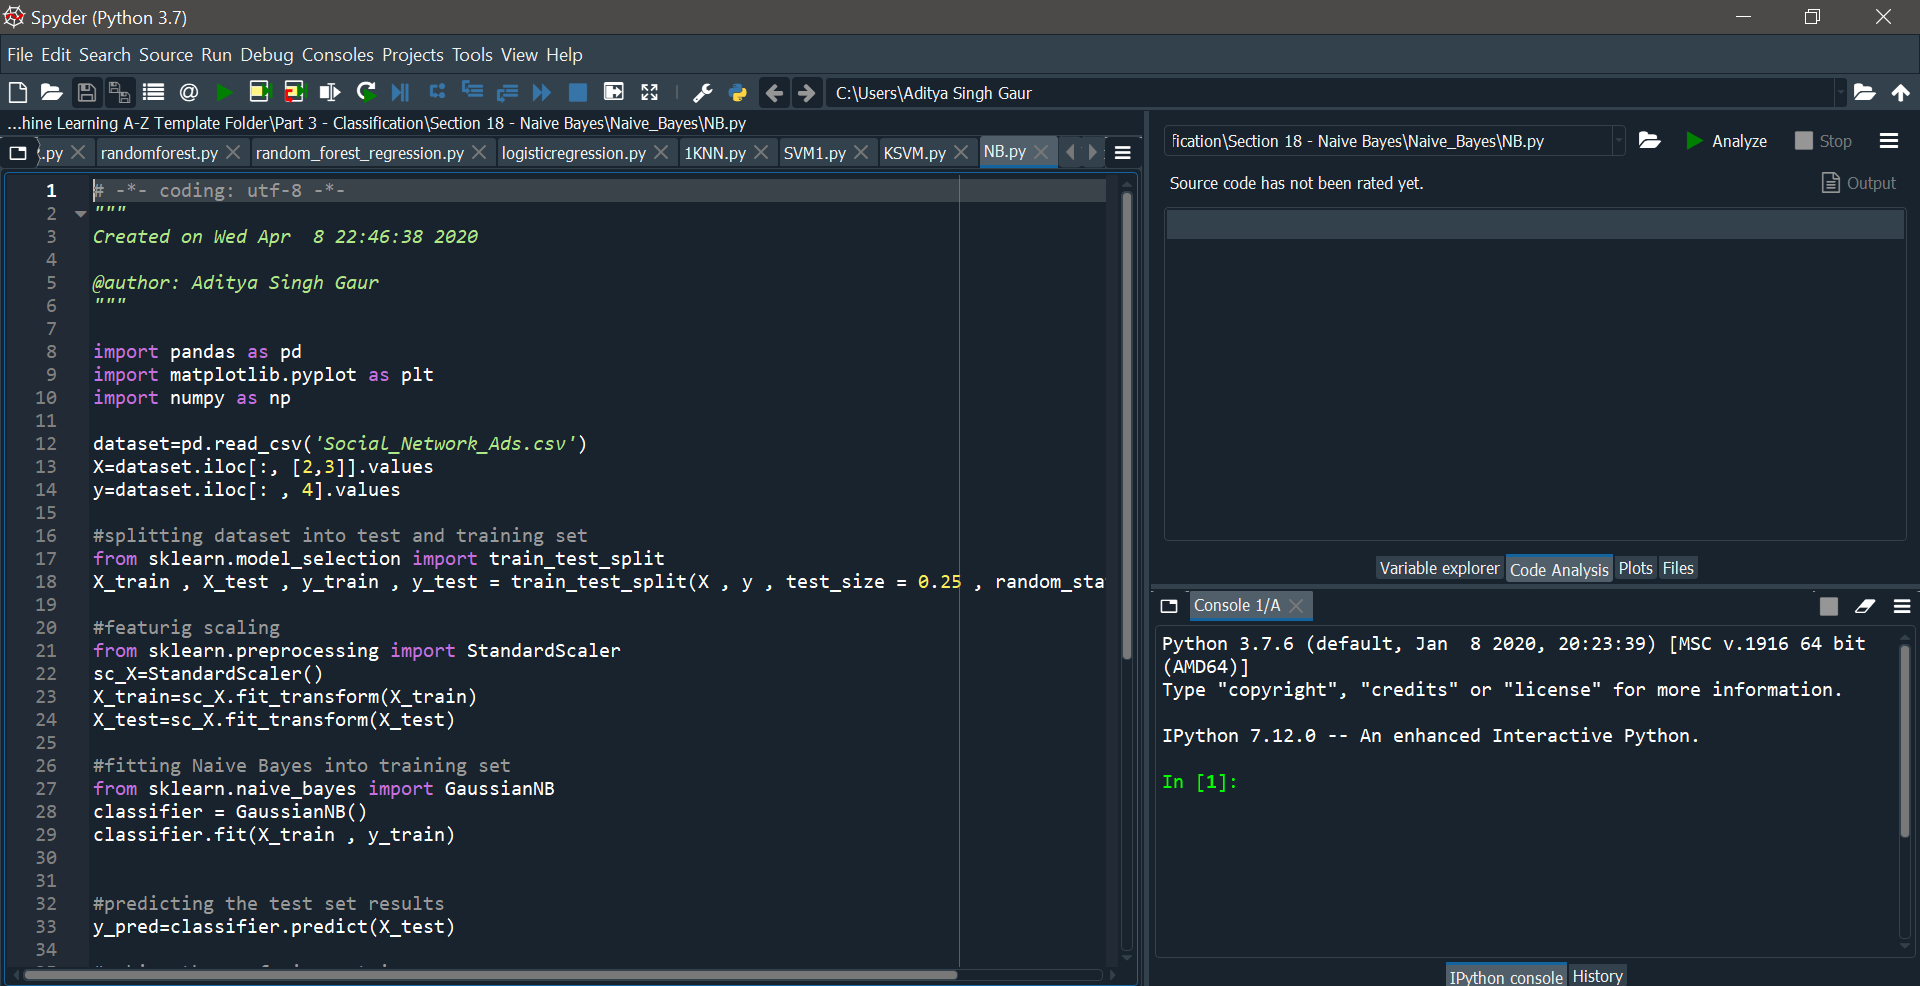 Spyder (Python 3.7)
File Edit Search Source Run Debug Consoles Projects Tools View Help
C:\Users\Aditya Singh Gaur
...hine Learning A-Z Template Folder\Part 3 - Classification\Section 18 - Naive Bayes\Naive_Bayes\NB.py
.py randomforest.py random_forest_regression.py logisticregression.py 1KNN.py SVM1.py KSVM.py NB.py
1 # -*- coding: utf-8 -*-
2 """
3 Created on Wed Apr  8 22:46:38 2020
4
5 @author: Aditya Singh Gaur
6 """
7
8 import pandas as pd
9 import matplotlib.pyplot as plt
10 import numpy as np
11
12 dataset=pd.read_csv('Social_Network_Ads.csv')
13 X=dataset.iloc[:, [2,3]].values
14 y=dataset.iloc[: , 4].values
15
16 #splitting dataset into test and training set
17 from sklearn.model_selection import train_test_split
18 X_train , X_test , y_train , y_test = train_test_split(X , y , test_size = 0.25 , random_sta
19
20 #featurig scaling
21 from sklearn.preprocessing import StandardScaler
22 sc_X=StandardScaler()
23 X_train=sc_X.fit_transform(X_train)
24 X_test=sc_X.fit_transform(X_test)
25
26 #fitting Naive Bayes into training set
27 from sklearn.naive_bayes import GaussianNB
28 classifier = GaussianNB()
29 classifier.fit(X_train , y_train)
30
31
32 #predicting the test set results
33 y_pred=classifier.predict(X_test)
34
fication\Section 18 - Naive Bayes\Naive_Bayes\NB.py Analyze Stop
Source code has not been rated yet. Output
Variable explorer Code Analysis Plots Files
Console 1/A
Python 3.7.6 (default, Jan  8 2020, 20:23:39) [MSC v.1916 64 bit
(AMD64)]
Type "copyright", "credits" or "license" for more information.
IPython 7.12.0 -- An enhanced Interactive Python.
In [1]:
IPython console History